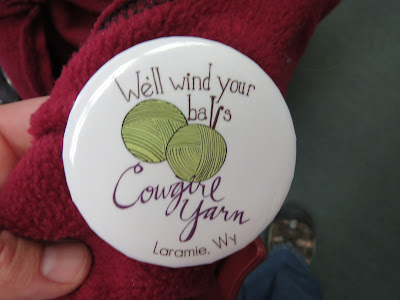 We'll wind your
balls
Cowgirl
Yarn
Laramie, Wy